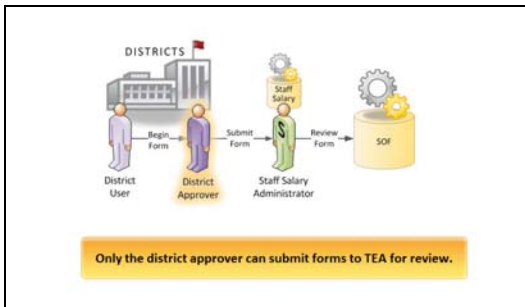 DISTRICTS
Staff
Salary
Begin
Form
Submit
Form
$
Review
Form
SOF
District
User
District
Approver
Staff Salary
Administrator
Only the district approver can submit forms to TEA for review.